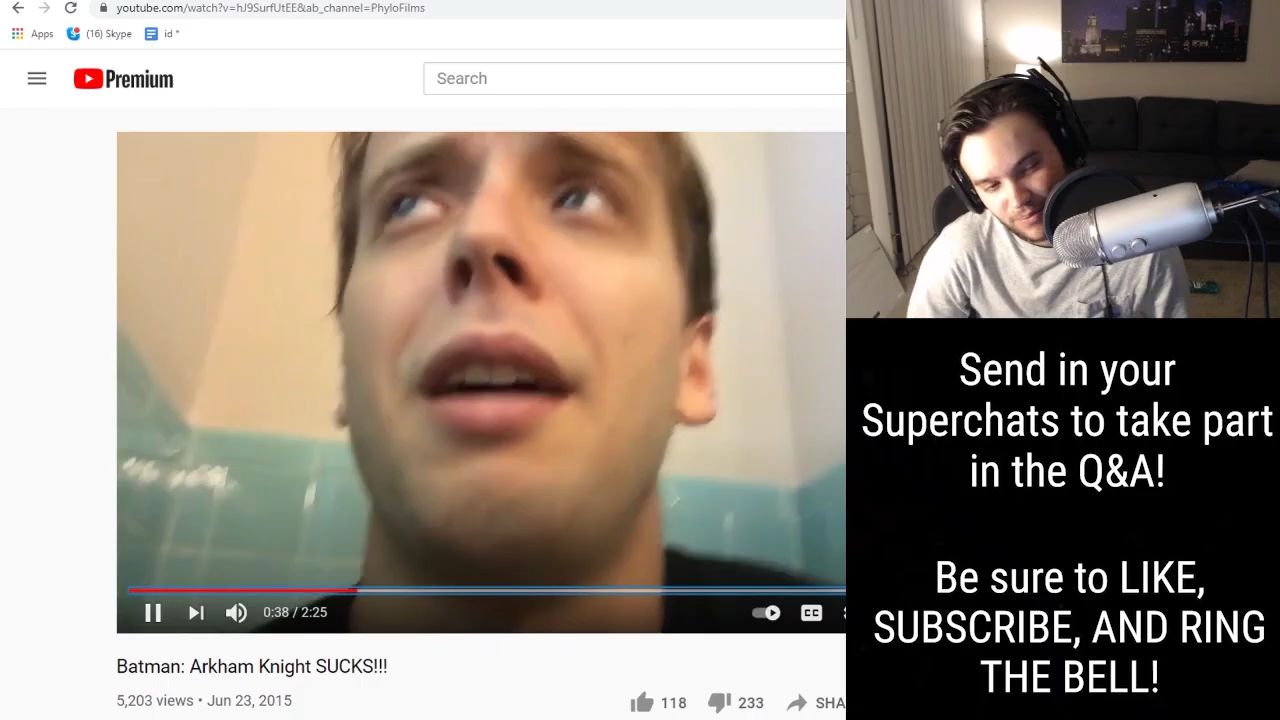 youtube.com/watch?v=hJ9SurfUtEE&ab_channel=PhyloFilms
Apps
(16) Skype
id *
Premium
Search
0:38 / 2:25
CC
Batman: Arkham Knight SUCKS!!!
5,203 views • Jun 23, 2015
118
233
SHA
Send in your
Superchats to take part
in the Q&A!
Be sure to LIKE,
SUBSCRIBE, AND RING
THE BELL!